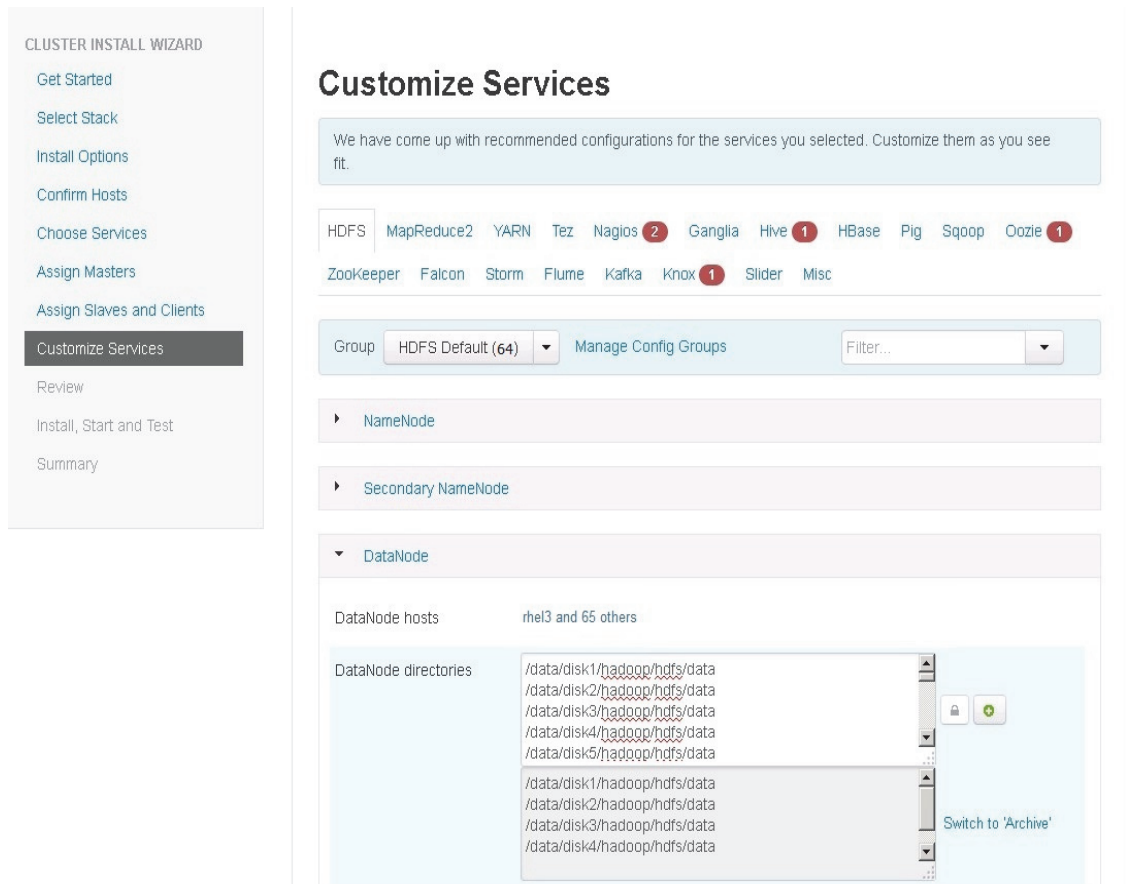 CLUSTER INSTALL WIZARD
Get Started
Select Stack
Install Options
Confirm Hosts
Choose Services
Assign Masters
Assign Slaves and Clients
Customize Services
Review
Install, Start and Test
Summary
Customize Services
We have come up with recommended configurations for the services you selected. Customize them as you see
fit.
HDFS MapReduce2 YARN Tez Nagios 2 Ganglia Hive 1 HBase Pig Sqoop Oozie 1
ZooKeeper Falcon Storm Flume Kafka Knox 1 Slider Misc
Group HDFS Default (64) Manage Config Groups Filter...
NameNode
Secondary NameNode
DataNode
DataNode hosts rhel3 and 65 others
DataNode directories /data/disk1/hadoop/hdfs/data
/data/disk2/hadoop/hdfs/data
/data/disk3/hadoop/hdfs/data
/data/disk4/hadoop/hdfs/data
/data/disk5/hadoop/hdfs/data
/data/disk1/hadoop/hdfs/data
/data/disk2/hadoop/hdfs/data
/data/disk3/hadoop/hdfs/data Switch to 'Archive'
/data/disk4/hadoop/hdfs/data